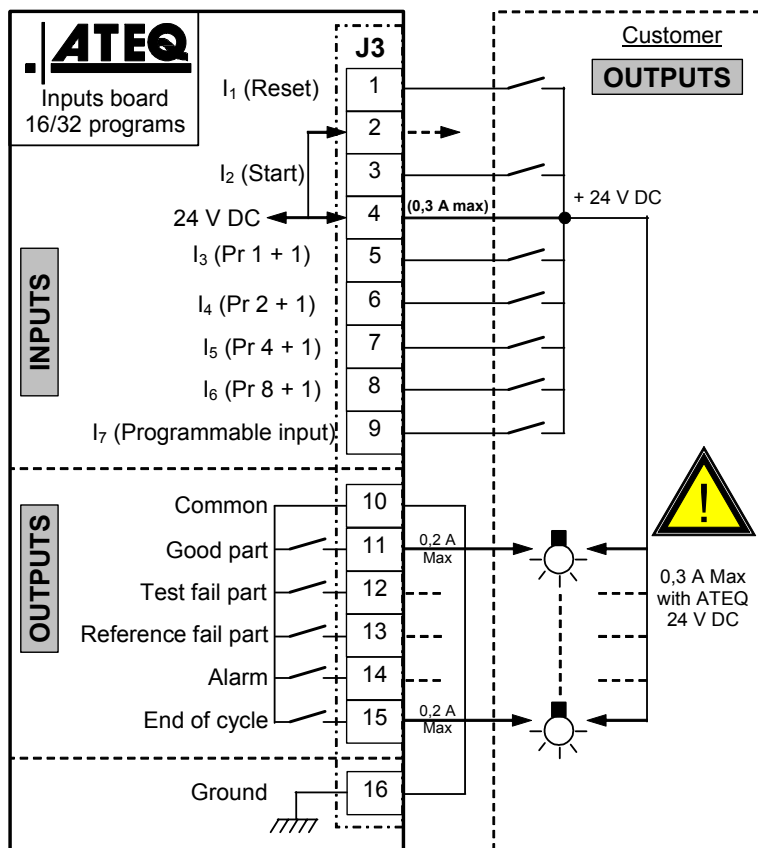 ATEQ
Inputs board
16/32 programs
J3
Customer
OUTPUTS
I₁ (Reset)
1
2
I₂ (Start)
3
24 V DC
4
(0,3 A max)
+ 24 V DC
I₃ (Pr 1 + 1)
5
I₄ (Pr 2 + 1)
6
I₅ (Pr 4 + 1)
7
I₆ (Pr 8 + 1)
8
I₇ (Programmable input)
9
INPUTS
OUTPUTS
Common
10
Good part
11
0,2 A
Max
Test fail part
12
Reference fail part
13
Alarm
14
End of cycle
15
0,2 A
Max
!
0,3 A Max
with ATEQ
24 V DC
Ground
16